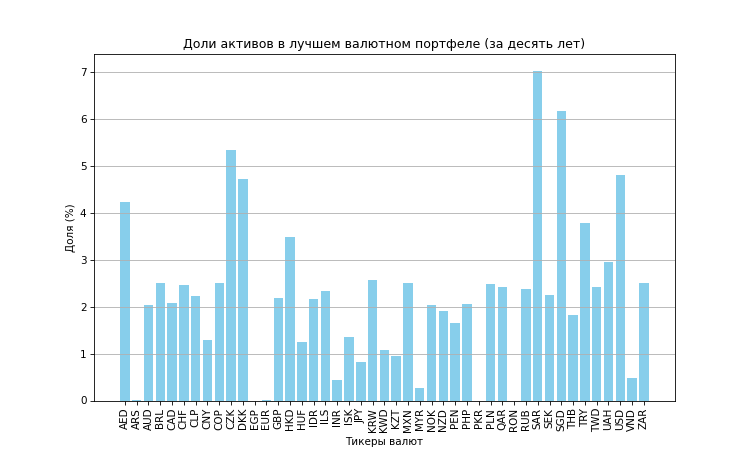 Доли активов в лучшем валютном портфеле (за десять лет)
7
6
5
4
3
2
1
0
Доля (%)
AED ARS AUD BRL CAD CHF CLP CNY COP CZK DKK EGP EUR GBP HKD HUF IDR ILS INR ISK JPY KRW KWD KZT MXN MYR NOK NZD PEN PHP PKR PLN QAR RON RUB SAR SEK SGD THB TRY TWD UAH USD VND ZAR
Тикеры валют